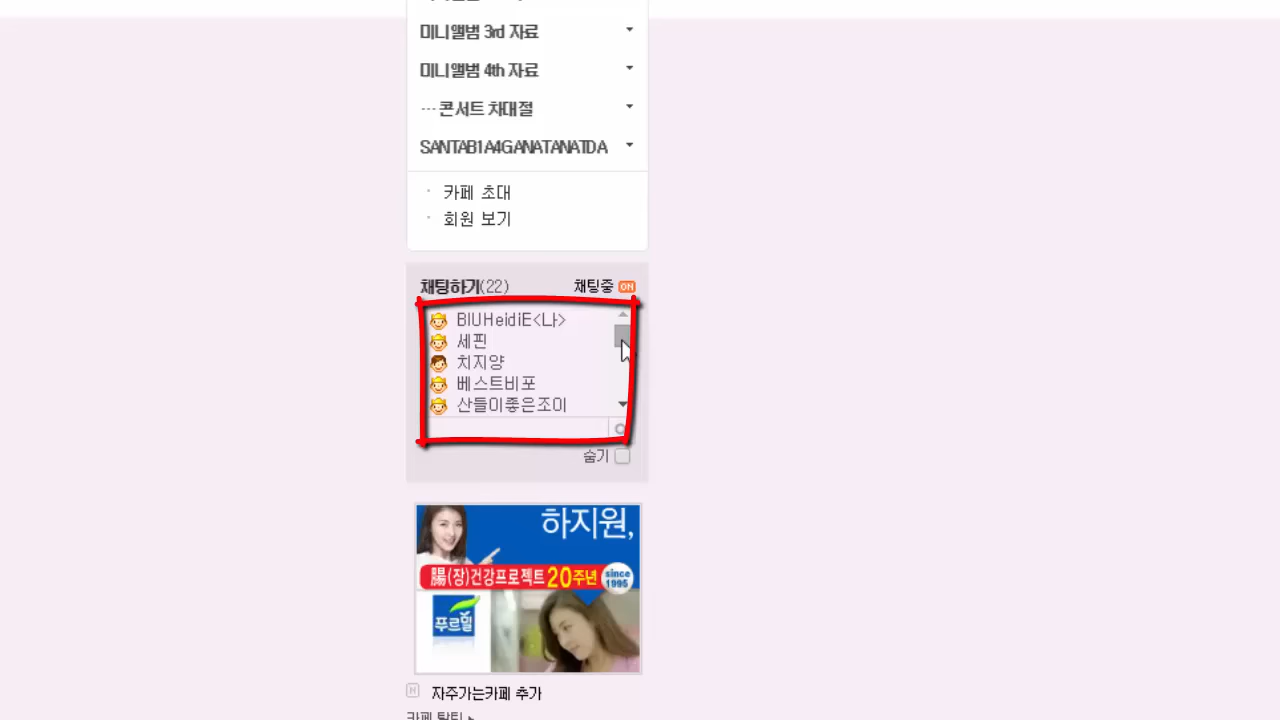 미니앨범 3rd 자료
미니앨범 4th 자료
··· 콘서트 차대절
SANTAB1A4GANATANATDA
카페 초대
회원 보기
채팅하기(22) 채팅중 ON
BIUHeidiE<나>
세핀
치지양
베스트비포
산들이좋은조이
숨기
하지원,
腸(장)건강프로젝트 20주년 since 1995
푸르밀
N 자주가는카페 추가
카페 탈퇴